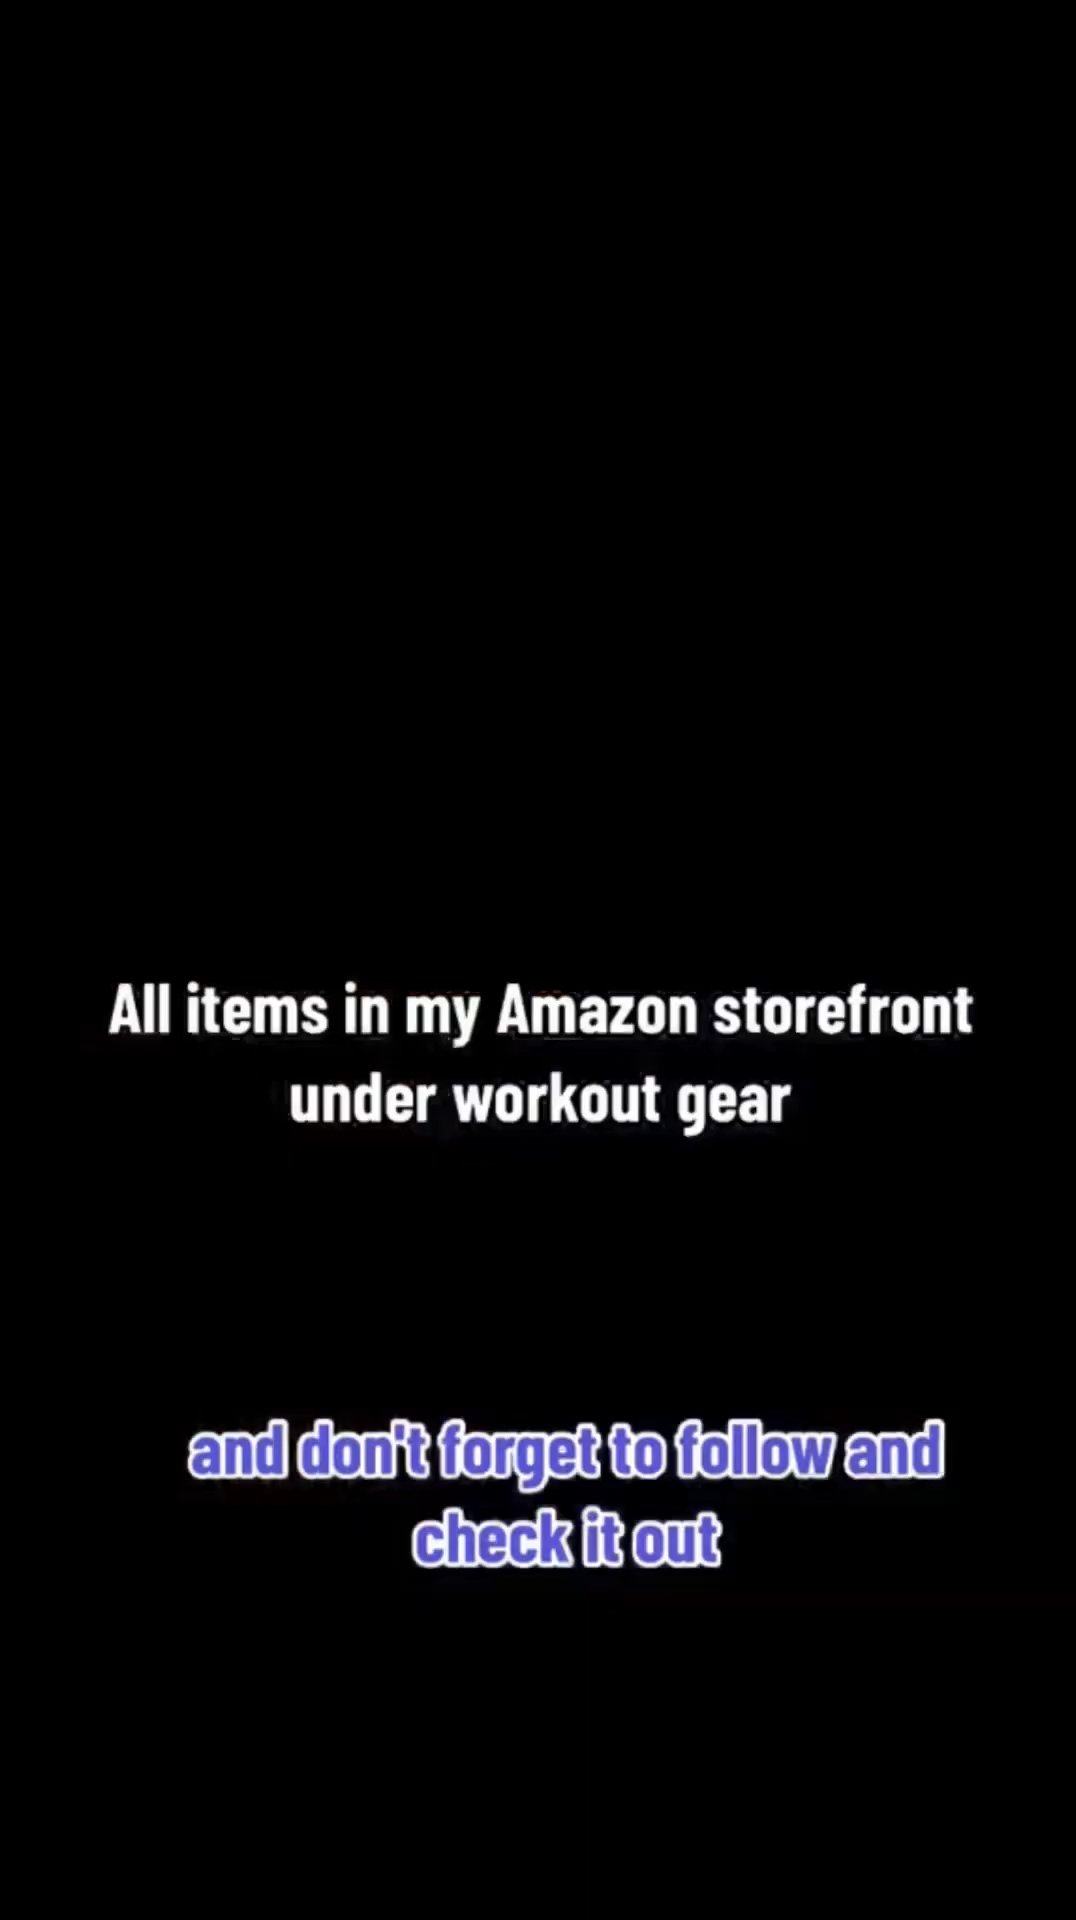 All items in my Amazon storefront
under workout gear
and don't forget to follow and
check it out